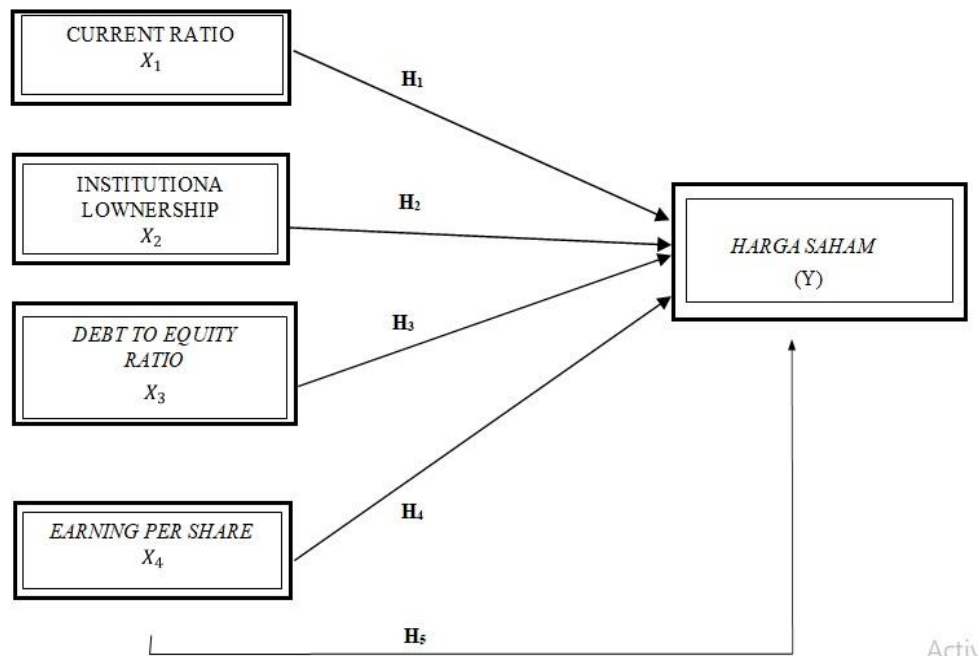 CURRENT RATIO
X₁
H₁
INSTITUTIONA
LOWNERSHIP
X₂
H₂
HARGA SAHAM
(Y)
DEBT TO EQUITY
RATIO
X₃
H₃
EARNING PER SHARE
X₄
H₄
H₅
Activ